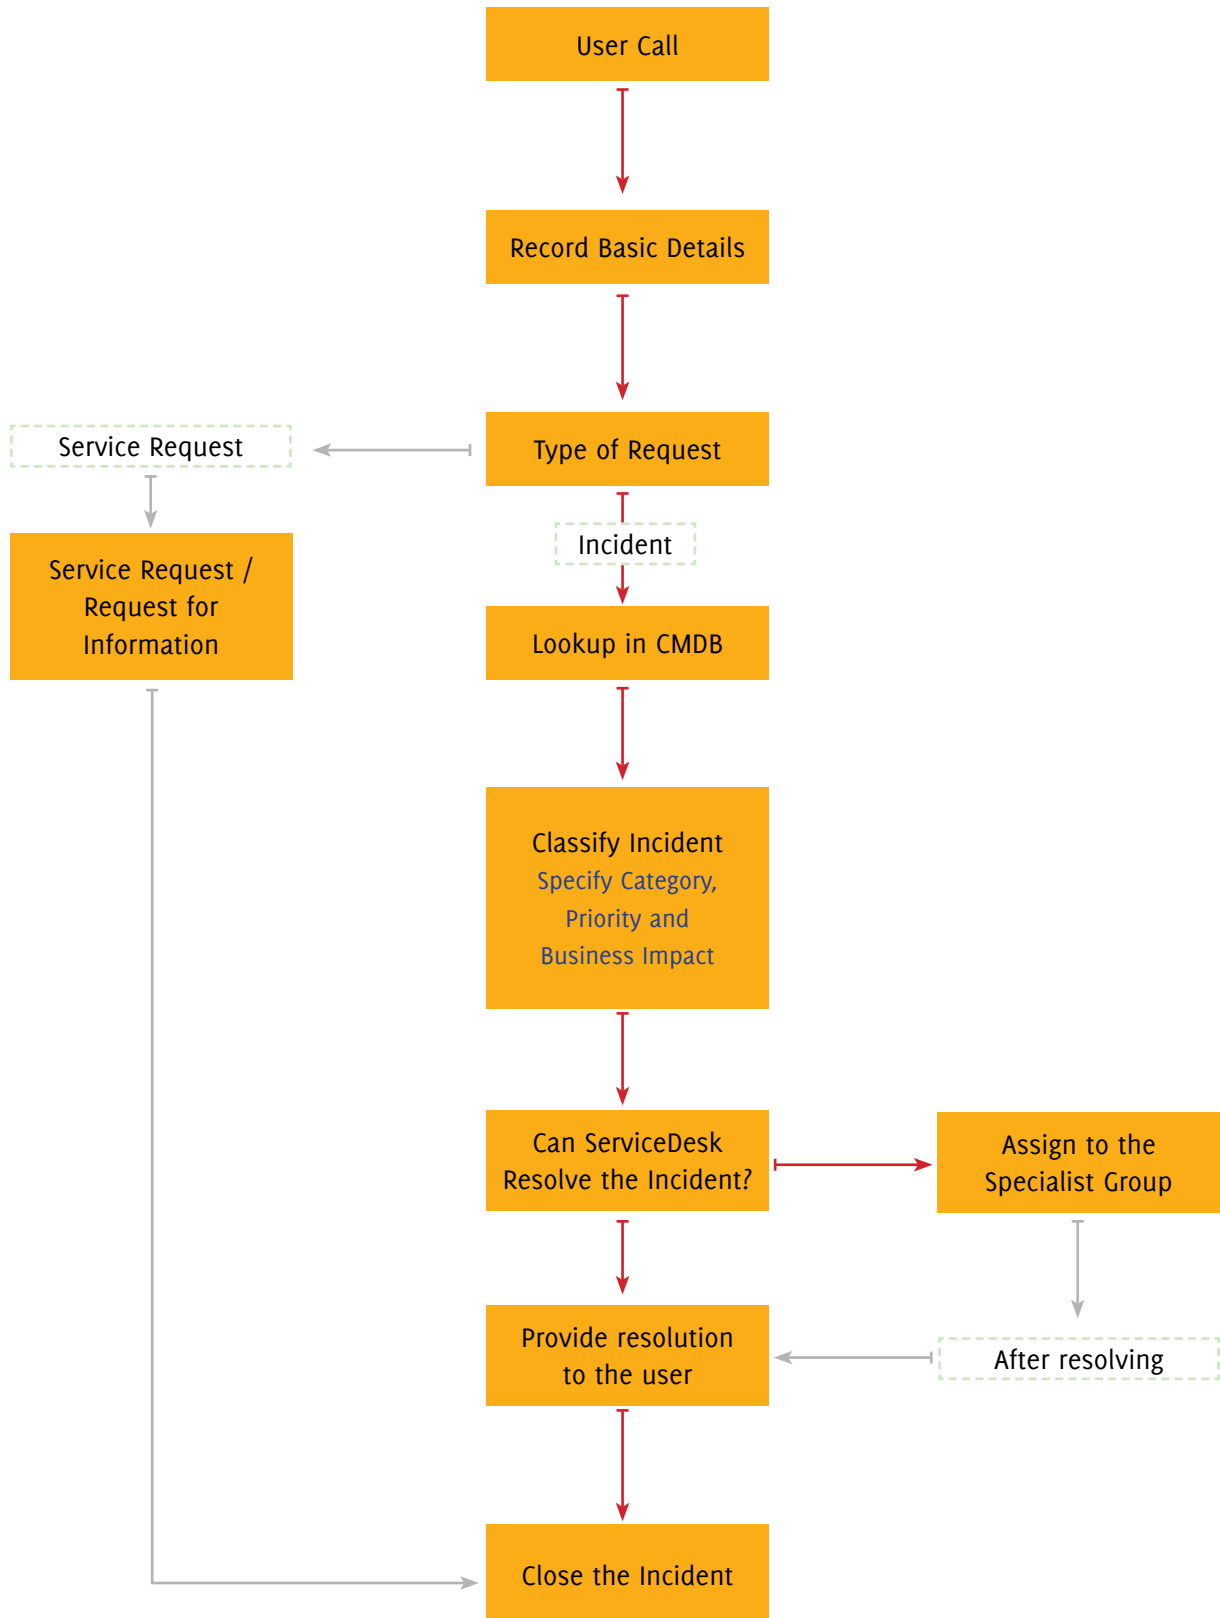 User Call
Record Basic Details
Service Request
Type of Request
Incident
Service Request /
Request for
Information
Lookup in CMDB
Classify Incident
Specify Category,
Priority and
Business Impact
Can ServiceDesk
Resolve the Incident?
Assign to the
Specialist Group
Provide resolution
to the user
After resolving
Close the Incident